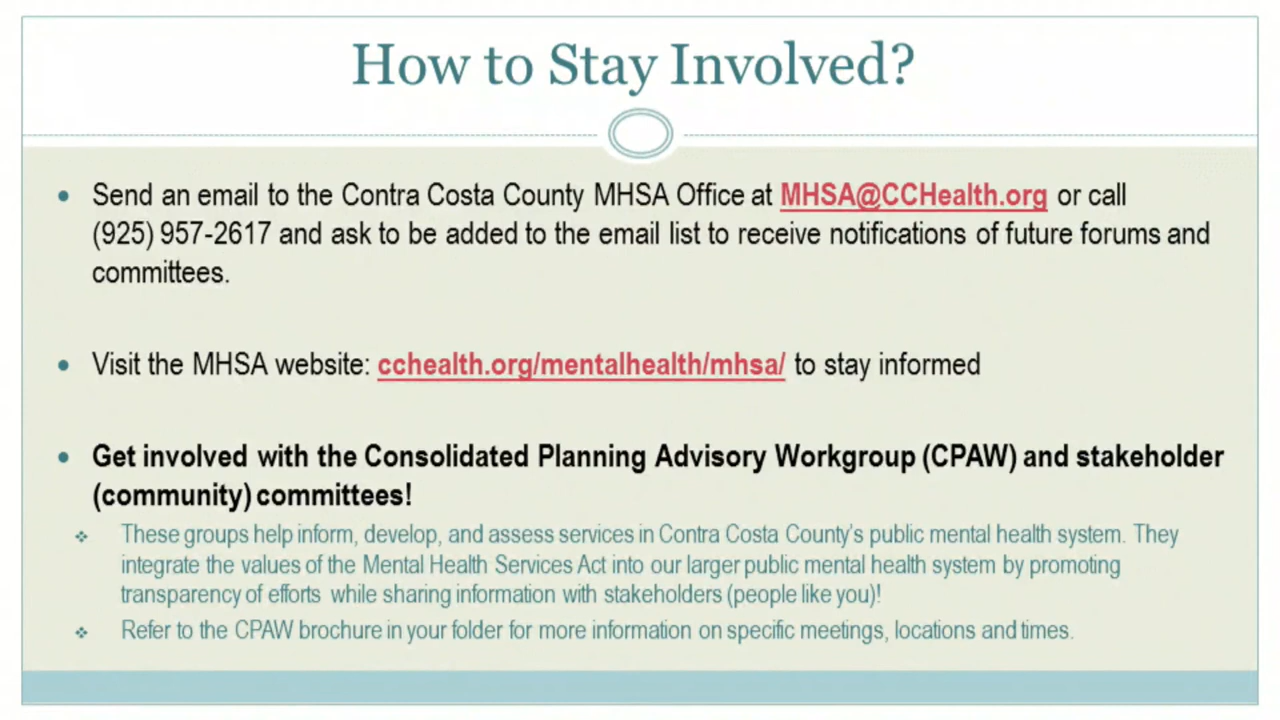 How to Stay Involved?
• Send an email to the Contra Costa County MHSA Office at MHSA@CCHealth.org or call
(925) 957-2617 and ask to be added to the email list to receive notifications of future forums and
committees.
• Visit the MHSA website: cchealth.org/mentalhealth/mhsa/ to stay informed
• Get involved with the Consolidated Planning Advisory Workgroup (CPAW) and stakeholder
(community) committees!
❖ These groups help inform, develop, and assess services in Contra Costa County's public mental health system. They
integrate the values of the Mental Health Services Act into our larger public mental health system by promoting
transparency of efforts while sharing information with stakeholders (people like you)!
❖ Refer to the CPAW brochure in your folder for more information on specific meetings, locations and times.